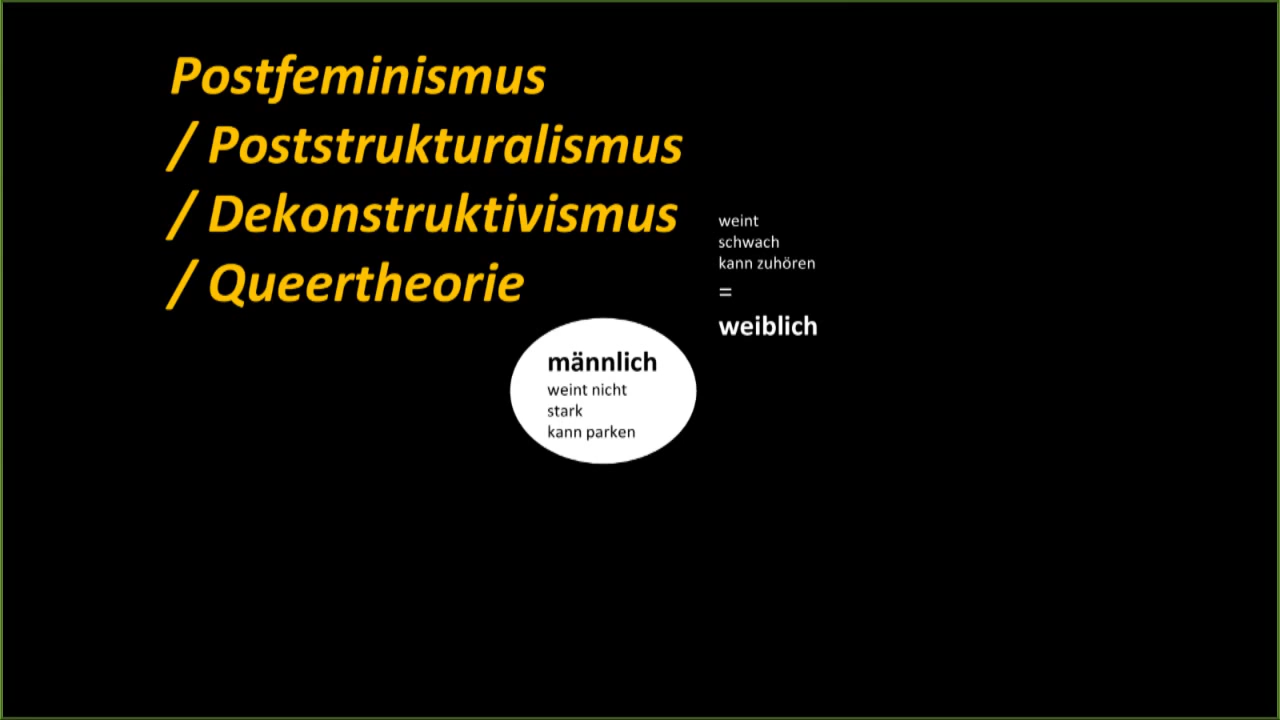 Postfeminismus
/ Poststrukturalismus
/ Dekonstruktivismus
/ Queertheorie
weint
schwach
kann zuhören
=
weiblich
männlich
weint nicht
stark
kann parken